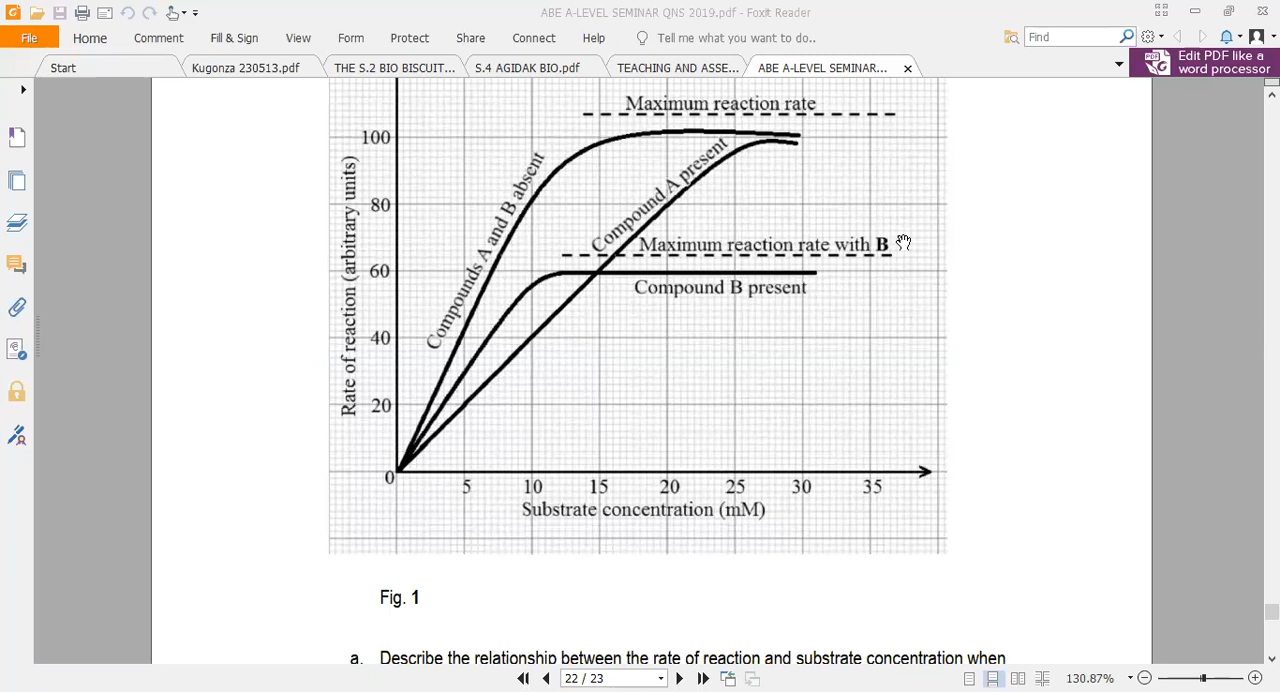 ABE A-LEVEL SEMINAR QNS 2019.pdf - Foxit Reader
File Home Comment Fill & Sign View Form Protect Share Connect Help Tell me what you want to do.. Find
Start Kugonza 230513.pdf THE S.2 BIO BISCUIT... 5.4 AHEAD K BIO.pdf TEACHING AND ASSE... ABE A-LEVEL SEMINAR...
Edit PDF like a
word processor
Maximum reaction rate
100
80
60
40
20
0
Rate of reaction (arbitrary units)
Compounds A and B absent
Compound A present
Maximum reaction rate with B
Compound B present
5 10 15 20 25 30 35
Substrate concentration (mM)
Fig. 1
a. Describe the relationship between the rate of reaction and substrate concentration when
22 / 23
130.87%